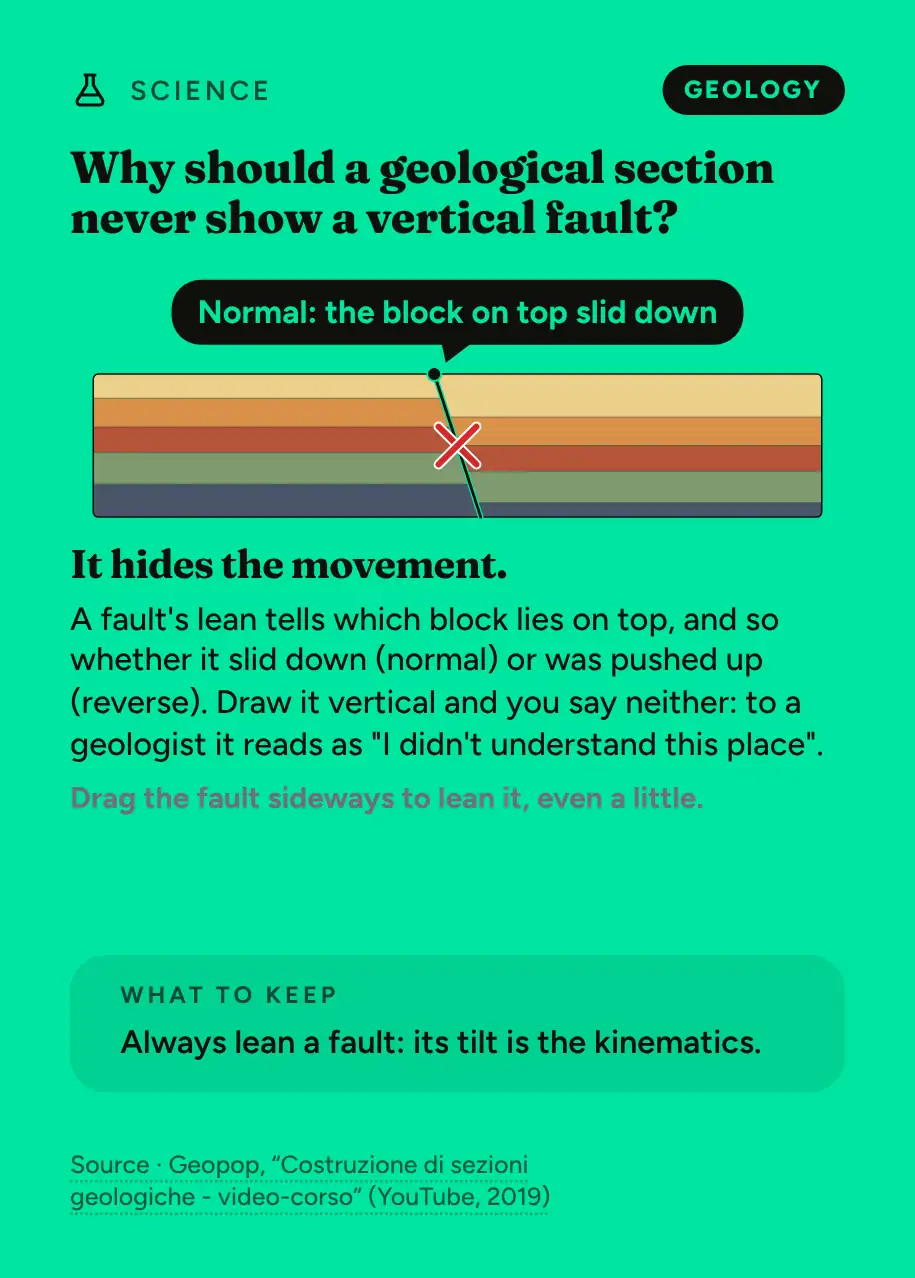 SCIENCE
GEOLOGY
Why should a geological section
never show a vertical fault?
Normal: the block on top slid down
It hides the movement.
A fault's lean tells which block lies on top, and so
whether it slid down (normal) or was pushed up
(reverse). Draw it vertical and you say neither: to a
geologist it reads as "I didn't understand this place".
Drag the fault sideways to lean it, even a little.
WHAT TO KEEP
Always lean a fault: its tilt is the kinematics.
Source · Geopop, “Costruzione di sezioni
geologiche - video-corso” (YouTube, 2019)